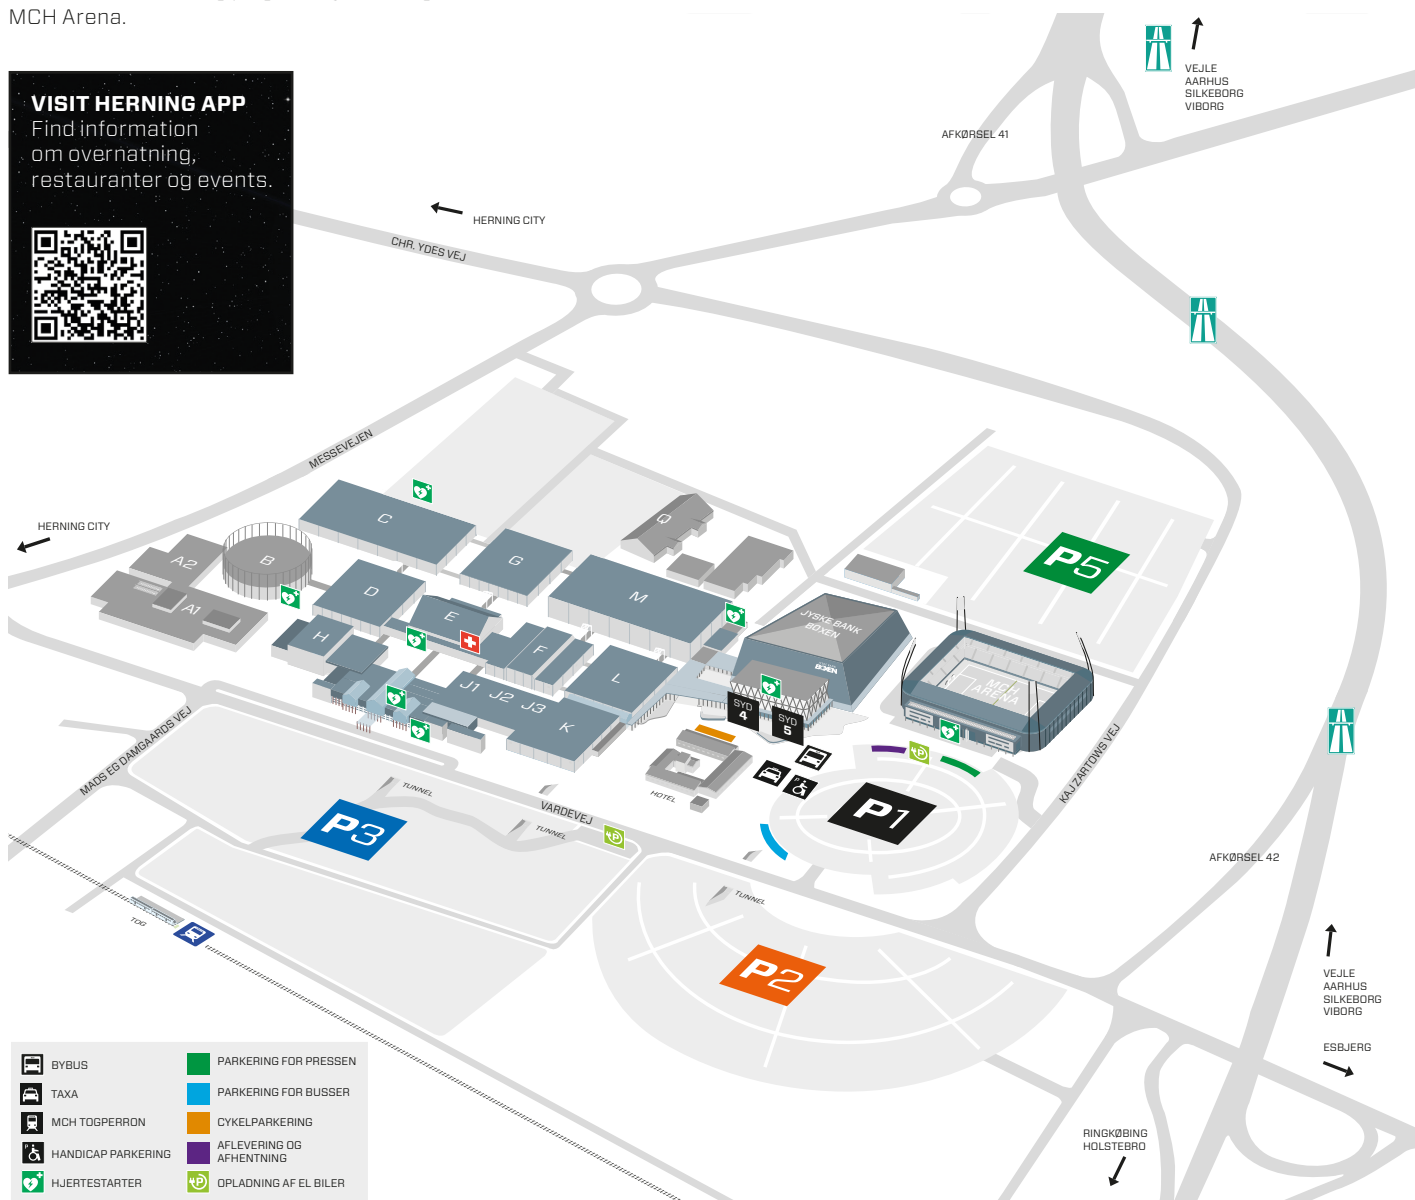 MCH Arena.
VISIT HERNING APP
Find information
om overnatning,
restauranter og events.
VEJLE
AARHUS
SILKEBORG
VIBORG
AFKØRSEL 41
HERNING CITY
CHR. YDES VEJ
MESSEVEJEN
HERNING CITY
P5
C
Q
G
B
A2
A1
D
E
M
H
F
L
J1
J2
J3
K
JYSKE BANK
BOXEN
BOXEN
MCH
ARENA
SYD
4
SYD
5
P
HOTEL
P1
P
KAJ ZARTOWS VEJ
MADS EG DAMGAARDS VEJ
TUNNEL
VARDEVEJ
TUNNEL
P
P3
TUNNEL
P2
TOG
AFKØRSEL 42
VEJLE
AARHUS
SILKEBORG
VIBORG
ESBJERG
RINGKØBING
HOLSTEBRO
BYBUS
TAXA
MCH TOGPERRON
P
HANDICAP PARKERING
HJERTESTARTER
PARKERING FOR PRESSEN
PARKERING FOR BUSSER
CYKELPARKERING
AFLEVERING OG
AFHENTNING
P
OPLADNING AF EL BILER